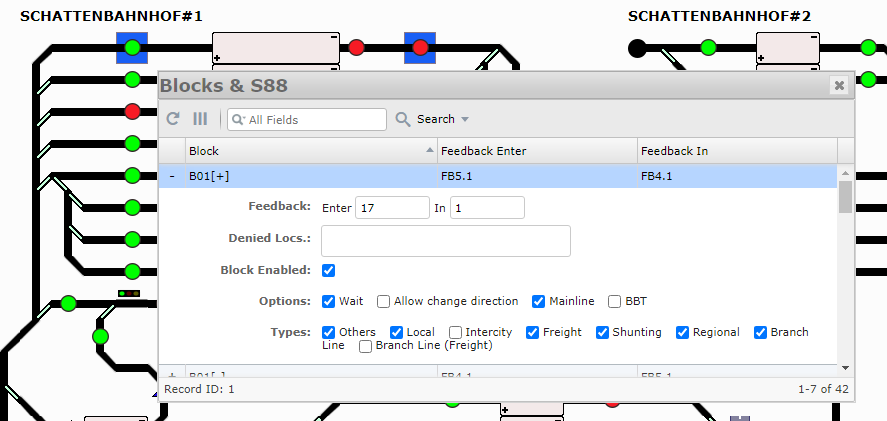 SCHATTENBAHNHOF#1
SCHATTENBAHNHOF#2
Blocks & S88
All Fields
Search
Block
Feedback Enter
Feedback In
- B01[+] FB5.1 FB4.1
Feedback: Enter 17 In 1
Denied Locs.:
Block Enabled:
Options: Wait Allow change direction Mainline BBT
Types: Others Local Intercity Freight Shunting Regional Branch
Line Branch Line (Freight)
+ B01[-] FB4.1 FB5.1
Record ID: 1
1-7 of 42